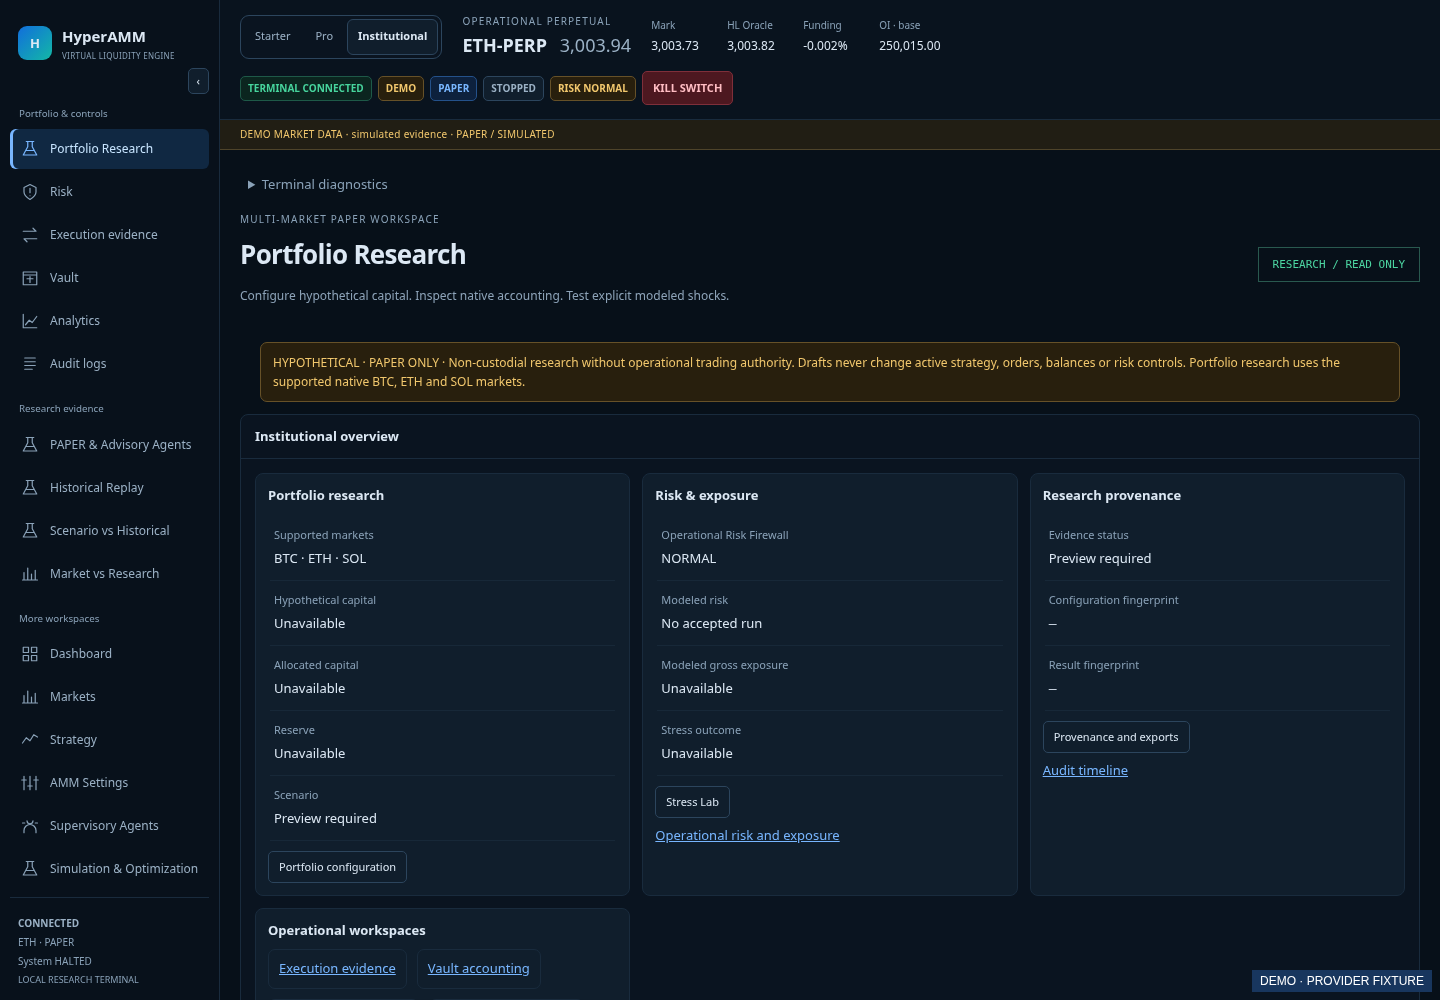 H
HyperAMM
VIRTUAL LIQUIDITY ENGINE
‹
Portfolio & controls
Portfolio Research
Risk
Execution evidence
Vault
Analytics
Audit logs
Research evidence
PAPER & Advisory Agents
Historical Replay
Scenario vs Historical
Market vs Research
More workspaces
Dashboard
Markets
Strategy
AMM Settings
Supervisory Agents
Simulation & Optimization
CONNECTED
ETH · PAPER
System HALTED
LOCAL RESEARCH TERMINAL
Starter Pro Institutional
OPERATIONAL PERPETUAL
ETH-PERP 3,003.94
Mark
3,003.73
HL Oracle
3,003.82
Funding
-0.002%
OI · base
250,015.00
TERMINAL CONNECTED DEMO PAPER STOPPED RISK NORMAL KILL SWITCH
DEMO MARKET DATA · simulated evidence · PAPER / SIMULATED
▶ Terminal diagnostics
MULTI-MARKET PAPER WORKSPACE
Portfolio Research
RESEARCH / READ ONLY
Configure hypothetical capital. Inspect native accounting. Test explicit modeled shocks.
HYPOTHETICAL · PAPER ONLY · Non-custodial research without operational trading authority. Drafts never change active strategy, orders, balances or risk controls. Portfolio research uses the
supported native BTC, ETH and SOL markets.
Institutional overview
Portfolio research
Supported markets
BTC · ETH · SOL
Hypothetical capital
Unavailable
Allocated capital
Unavailable
Reserve
Unavailable
Scenario
Preview required
Portfolio configuration
Risk & exposure
Operational Risk Firewall
NORMAL
Modeled risk
No accepted run
Modeled gross exposure
Unavailable
Stress outcome
Unavailable
Stress Lab
Operational risk and exposure
Research provenance
Evidence status
Preview required
Configuration fingerprint
—
Result fingerprint
—
Provenance and exports
Audit timeline
Operational workspaces
Execution evidence Vault accounting
DEMO · PROVIDER FIXTURE